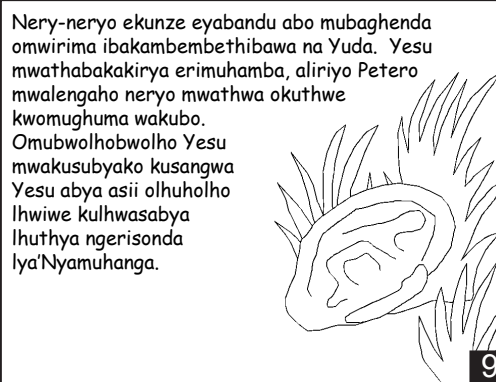 Nery-neryo ekunze eyabandu abo mubaghenda
omwirima ibakambembethibawa na Yuda. Yesu
mwathabakakirya erimuhamba, aliriyo Petero
mwalengaho neryo mwathwa okuthwe
kwomughuma wakubo.
Omubwolhobwolho Yesu
mwakusubyako kusangwa
Yesu abya asii olhuholho
lhwiwe kulhwasabya
lhuthya ngerisonda
lya'Nyamuhanga.
9